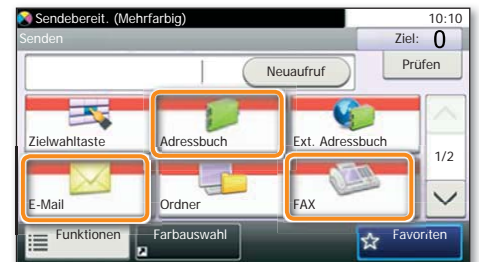 Sendebereit. (Mehrfarbig) 10:10
Senden Ziel: 0
Neuaufruf Prüfen
Zielwahltaste Adressbuch Ext. Adressbuch
1/2
E-Mail Ordner FAX
Funktionen Farbauswahl Favoriten